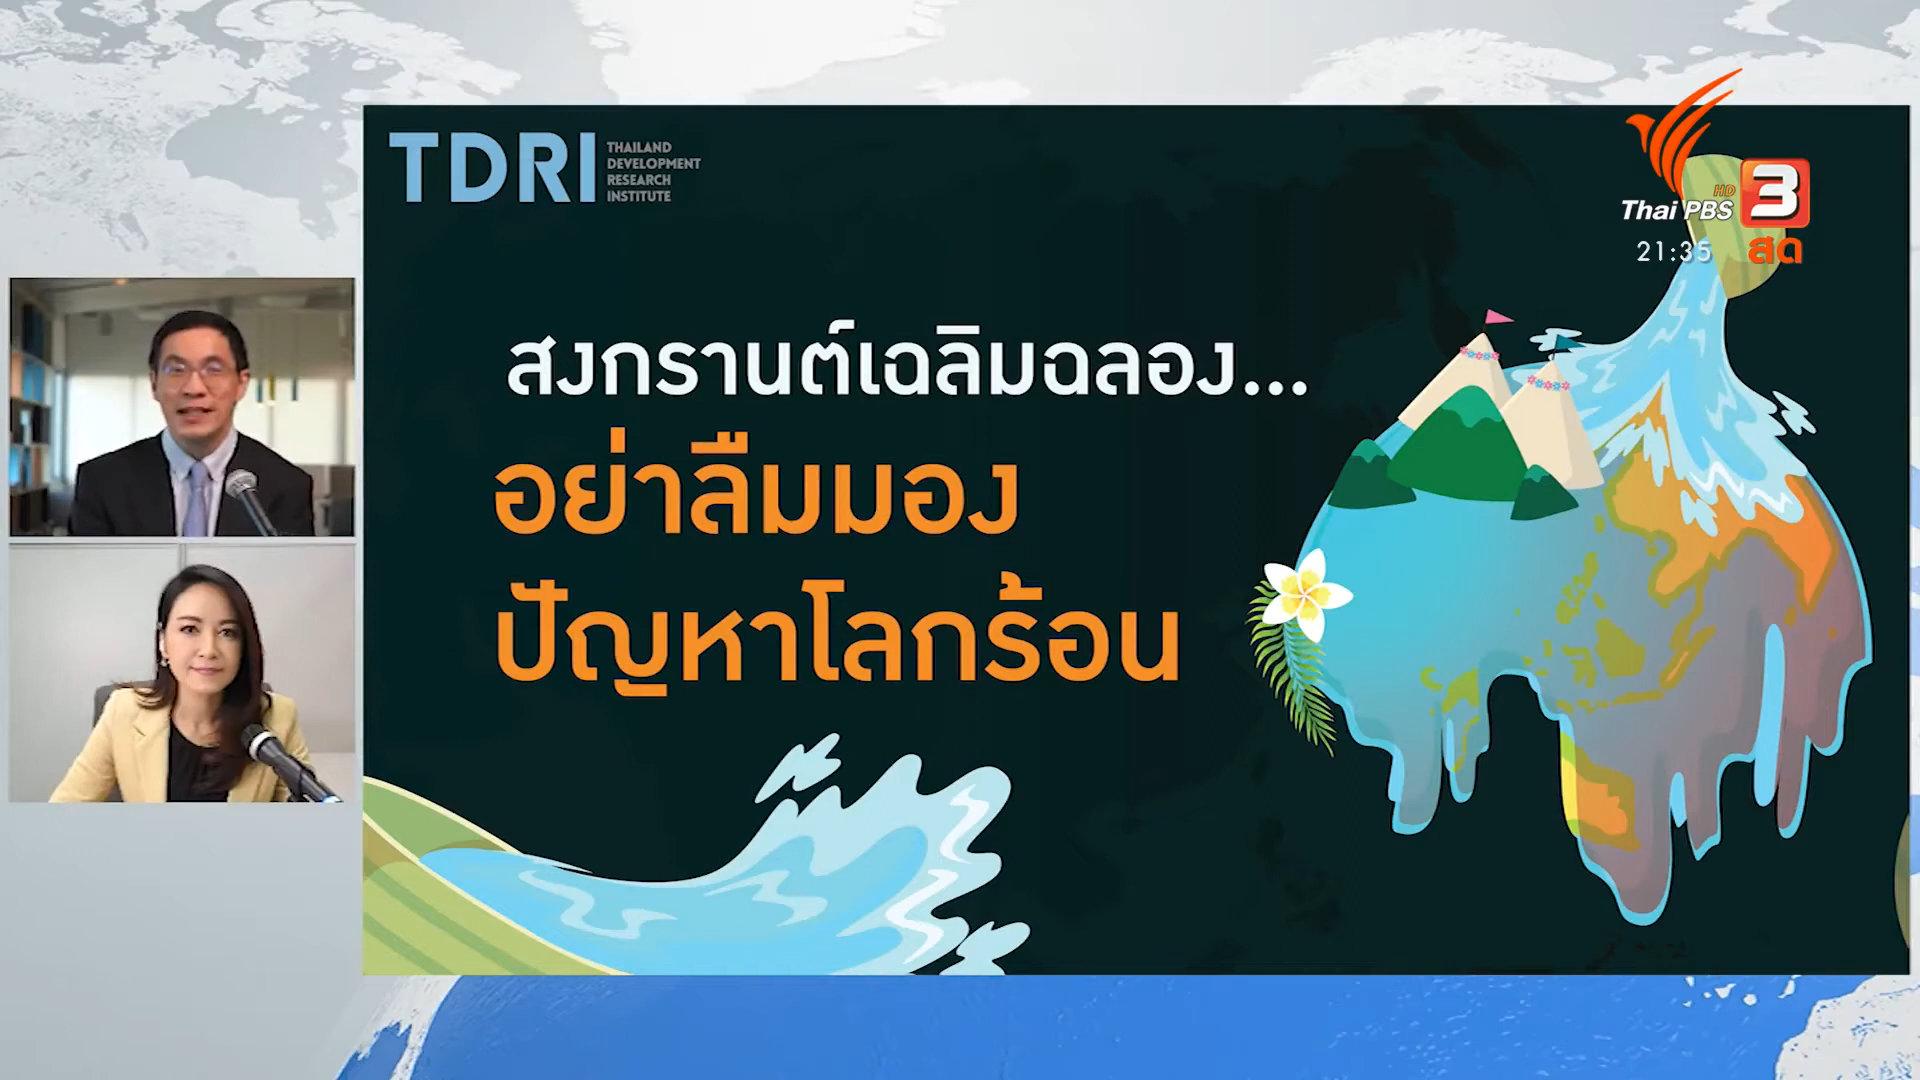 TDRI
THAILAND
DEVELOPMENT
RESEARCH
INSTITUTE
HD
Thai PBS
3
21:35
สด
สงกรานต์เฉลิมฉลอง...
อย่าลืมมอง
ปัญหาโลกร้อน